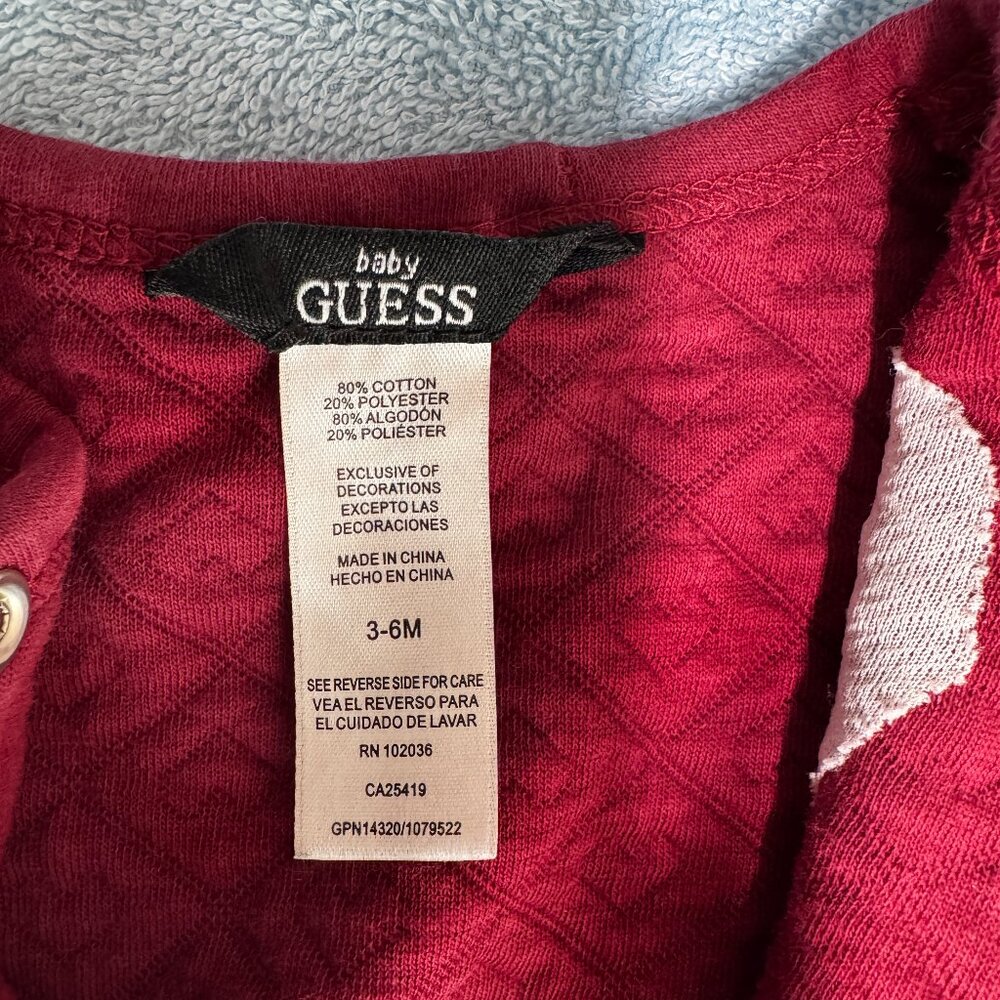 baby
GUESS
80% COTTON
20% POLYESTER
80% ALGODÓN
20% POLIÉSTER
EXCLUSIVE OF
DECORATIONS
EXCEPTO LAS
DECORACIONES
MADE IN CHINA
HECHO EN CHINA
3-6M
SEE REVERSE SIDE FOR CARE
VEA EL REVERSO PARA
EL CUIDADO DE LAVAR
RN 102036
CA25419
GPN14320/1079522